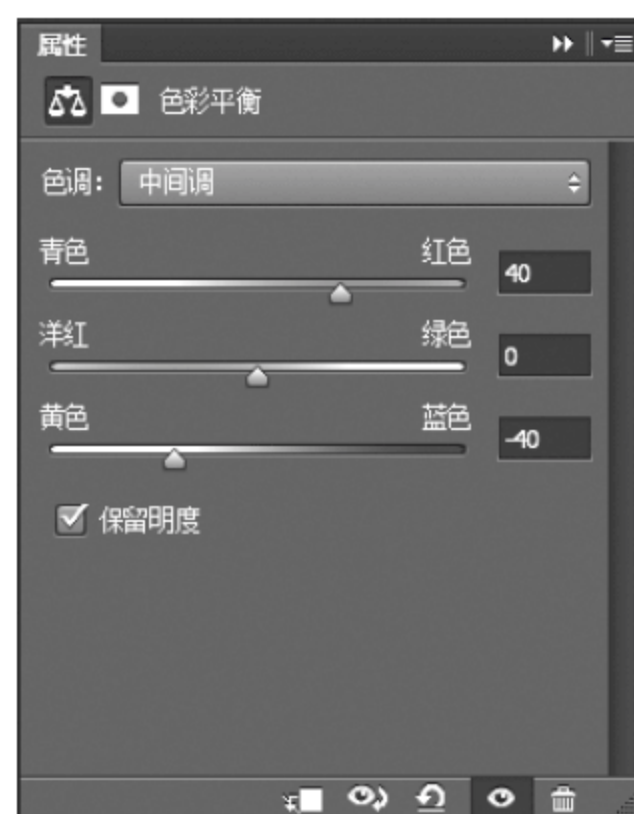 属性
色彩平衡
色调: 中间调
青色 红色 40
洋红 绿色 0
黄色 蓝色 -40
保留明度